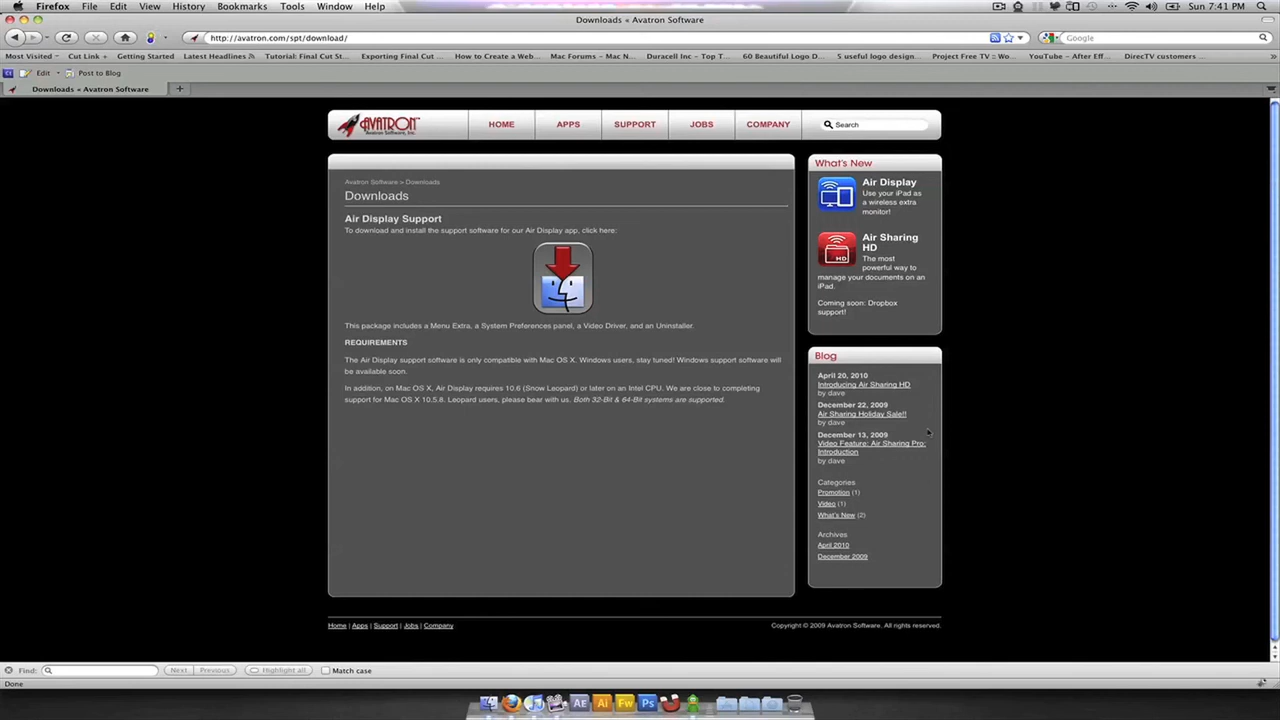 Firefox File Edit View History Bookmarks Tools Window Help Sun 7:41 PM
Downloads « Avatron Software
http://avatron.com/spt/download/ Google
Most Visited Cut Link + Getting Started Latest Headlines Tutorial: Final Cut St... Exporting Final Cut ... How to Create a Web... Mac Forums - Mac N... Duracell Inc - Top T... 60 Beautiful Logo D... 5 useful logo design... Project Free TV :: Wo... YouTube - After Eff... DirecTV customers ... »
Edit Post to Blog
Downloads « Avatron Software +
AVATRON
Avatron Software, Inc.
HOME APPS SUPPORT JOBS COMPANY Search
Avatron Software > Downloads
Downloads
Air Display Support
To download and install the support software for our Air Display app, click here:
This package includes a Menu Extra, a System Preferences panel, a Video Driver, and an Uninstaller.
REQUIREMENTS
The Air Display support software is only compatible with Mac OS X. Windows users, stay tuned! Windows support software will
be available soon.
In addition, on Mac OS X, Air Display requires 10.6 (Snow Leopard) or later on an Intel CPU. We are close to completing
support for Mac OS X 10.5.8. Leopard users, please bear with us. Both 32-Bit & 64-Bit systems are supported.
What's New
Air Display
Use your iPad as
a wireless extra
monitor!
Air Sharing
HD
HD
The most
powerful way to
manage your documents on an
iPad.
Coming soon: Dropbox
support!
Blog
April 20, 2010
Introducing Air Sharing HD
by dave
December 22, 2009
Air Sharing Holiday Sale!!
by dave
December 13, 2009
Video Feature: Air Sharing Pro:
Introduction
by dave
Categories
Promotion (1)
Video (1)
What's New (2)
Archives
April 2010
December 2009
Home | Apps | Support | Jobs | Company
Copyright © 2009 Avatron Software. All rights reserved.
Find: Next Previous Highlight all Match case
Done
AE Ai Fw Ps